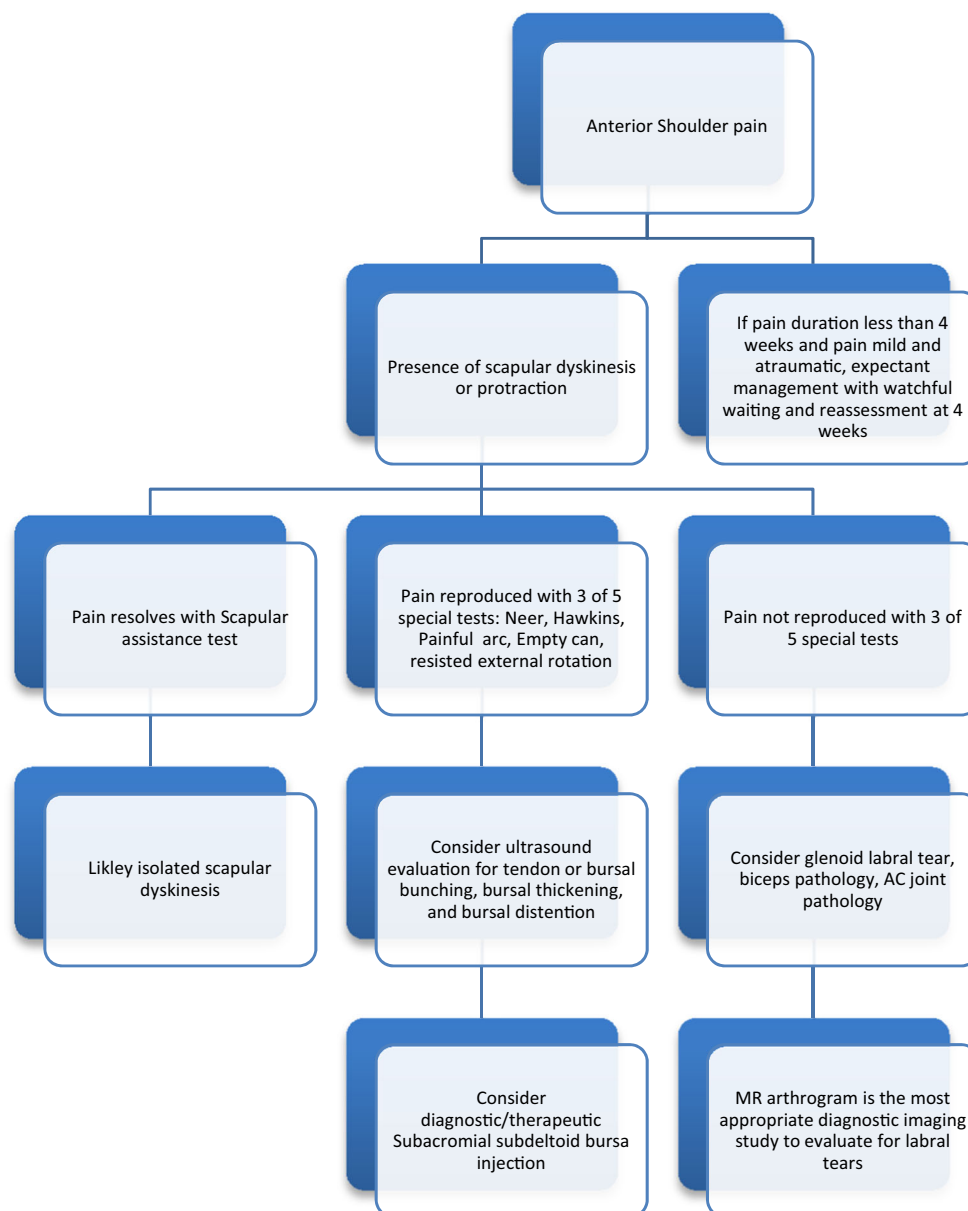 Anterior Shoulder pain
Presence of scapular dyskinesis
or protraction
If pain duration less than 4
weeks and pain mild and
atraumatic, expectant
management with watchful
waiting and reassessment at 4
weeks
Pain resolves with Scapular
assistance test
Pain reproduced with 3 of 5
special tests: Neer, Hawkins,
Painful arc, Empty can,
resisted external rotation
Pain not reproduced with 3 of
5 special tests
Likley isolated scapular
dyskinesis
Consider ultrasound
evaluation for tendon or bursal
bunching, bursal thickening,
and bursal distention
Consider glenoid labral tear,
biceps pathology, AC joint
pathology
Consider
diagnostic/therapeutic
Subacromial subdeltoid bursa
injection
MR arthrogram is the most
appropriate diagnostic imaging
study to evaluate for labral
tears